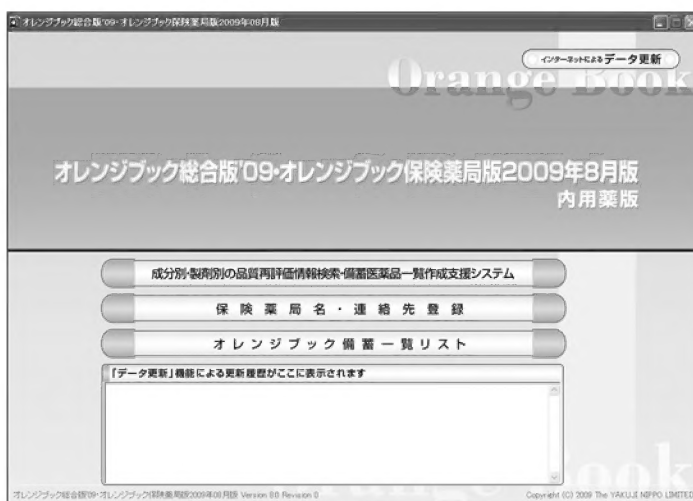 オレンジブック総合版'09・オレンジブック保険薬局版2009年08月版
インターネットによるデータ更新
Orange Book
オレンジブック総合版'09・オレンジブック保険薬局版2009年8月版
内用薬版
成分別・製剤別の品質再評価情報検索・備蓄医薬品一覧作成支援システム
保険薬局名・連絡先登録
オレンジブック備蓄一覧リスト
「データ更新」機能による更新履歴がここに表示されます
Orange Book
オレンジブック総合版'09・オレンジブック保険薬局版2009年08月版 Version 9.0 Revision 0
Copyright (C) 2009 The YAKUJI NIPPO LIMITED